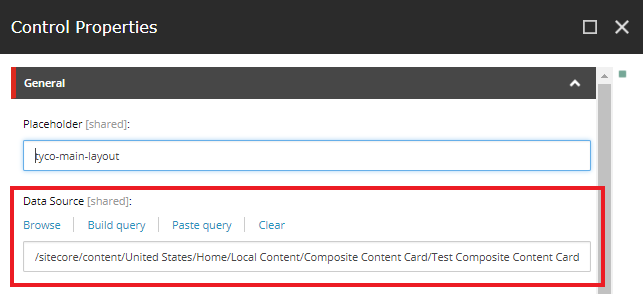 Control Properties
General
Placeholder [shared]:
tyco-main-layout
Data Source [shared]:
Browse Build query Paste query Clear
/sitecore/content/United States/Home/Local Content/Composite Content Card/Test Composite Content Card